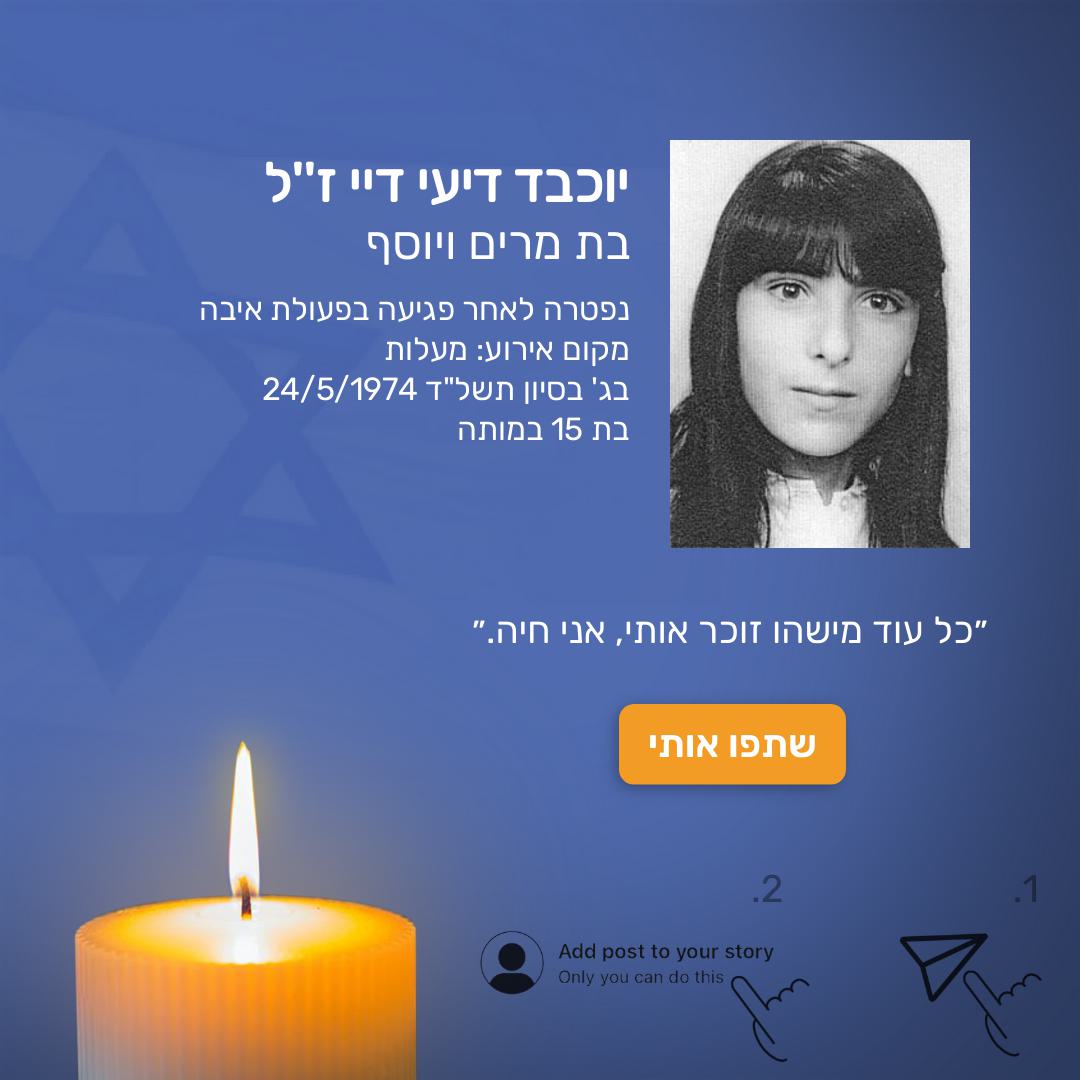 יוכבד דיעי דיי ז"ל
בת מרים ויוסף
נפטרה לאחר פגיעה בפעולת איבה
מקום אירוע: מעלות
בג' בסיון תשל"ד 24/5/1974
בת 15 במותה
״כל עוד מישהו זוכר אותי, אני חיה.״
שתפו אותי
1.
2.
Add post to your story
Only you can do this